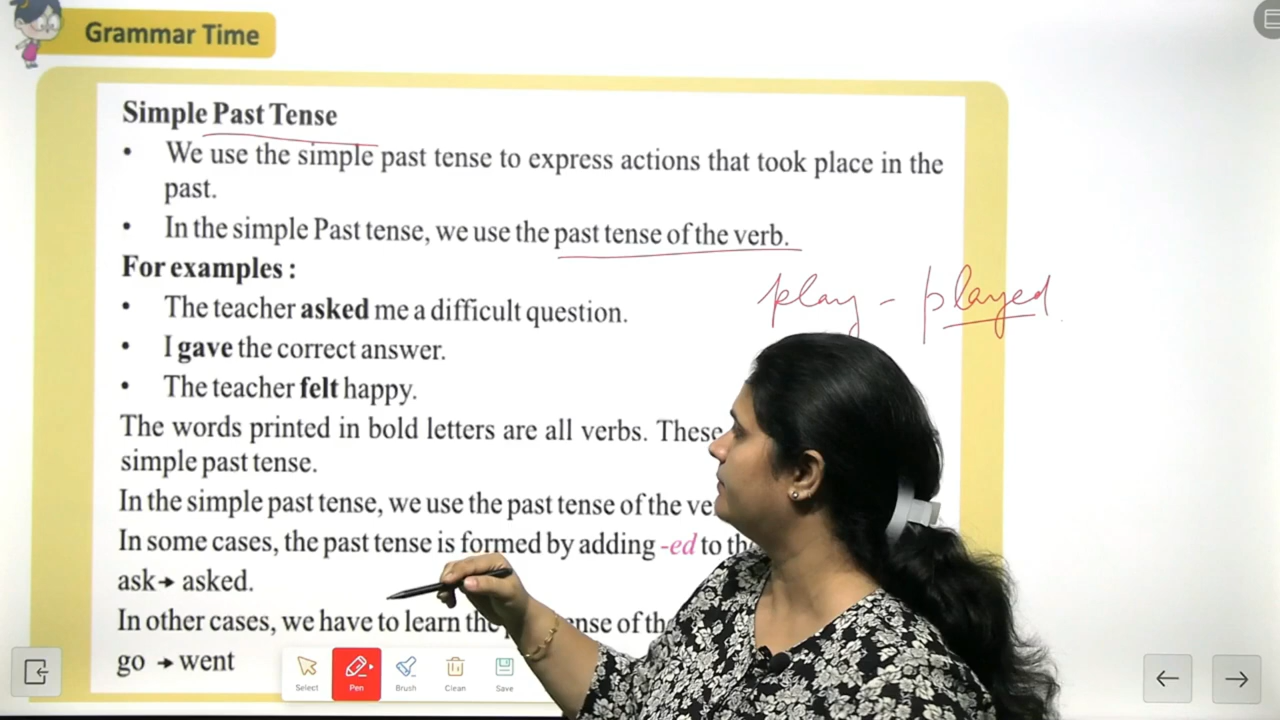 Grammar Time
Simple Past Tense
• We use the simple past tense to express actions that took place in the
past.
• In the simple Past tense, we use the past tense of the verb.
For examples :
play - played
• The teacher asked me a difficult question.
• I gave the correct answer.
• The teacher felt happy.
The words printed in bold letters are all verbs. These
simple past tense.
In the simple past tense, we use the past tense of the
In some cases, the past tense is formed by adding -ed to
ask→ asked.
In other cases, we have to learn of
go → went
Select Pen Brush Clean Save